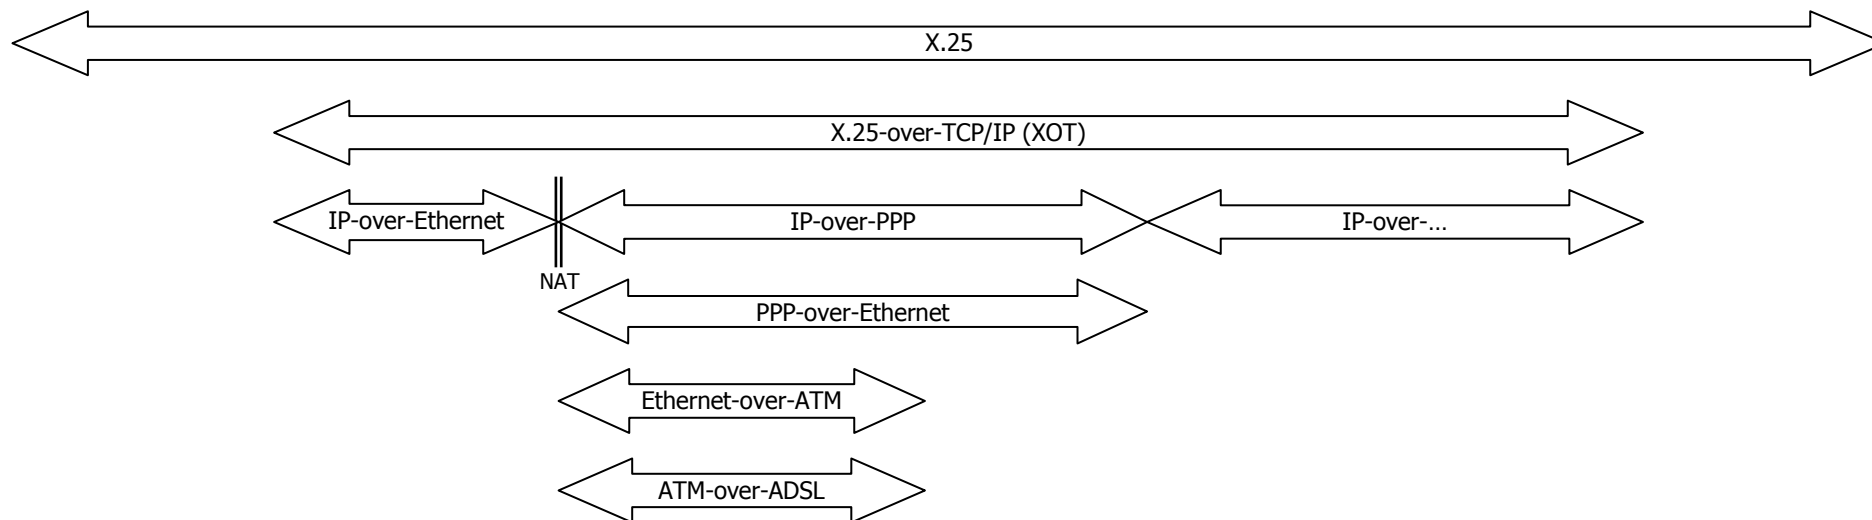 X.25
X.25-over-TCP/IP (XOT)
IP-over-Ethernet
IP-over-PPP
IP-over-...
NAT
PPP-over-Ethernet
Ethernet-over-ATM
ATM-over-ADSL